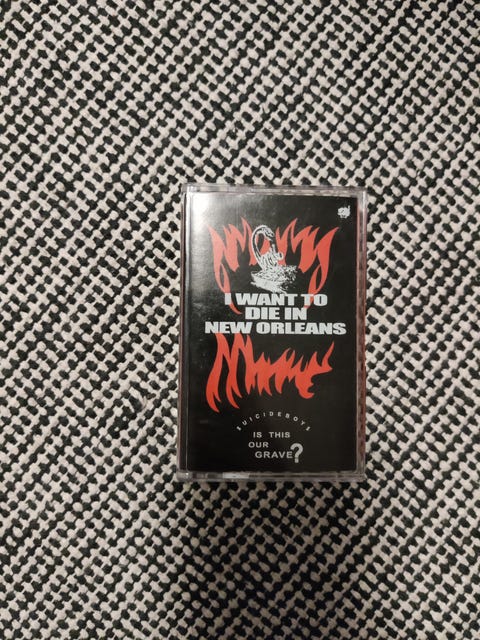 I WANT TO
DIE IN
NEW ORLEANS
$UICIDEBOY$
IS THIS
OUR
GRAVE?